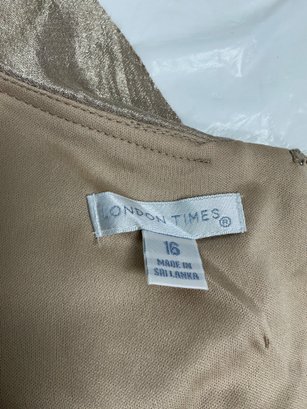 LONDON TIMES®
16
MADE IN
SRI LANKA